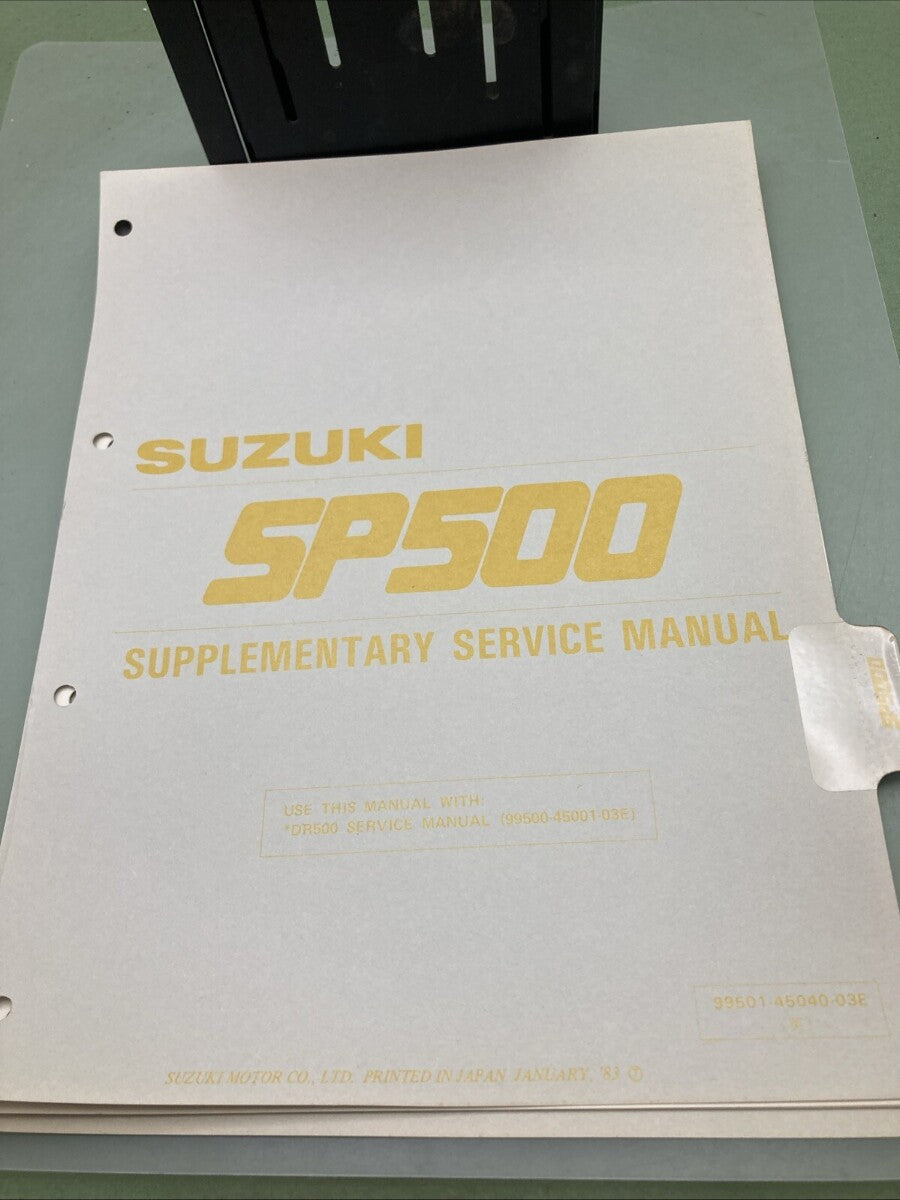 SUZUKI
SP500
SUPPLEMENTARY SERVICE MANUAL
SP500
USE THIS MANUAL WITH:
*DR500 SERVICE MANUAL (99500-45001-03E)
99501-45040-03E
SUZUKI MOTOR CO., LTD. PRINTED IN JAPAN JANUARY, '83